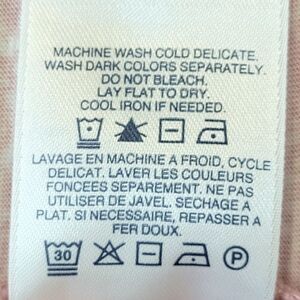 MACHINE WASH COLD DELICATE.
WASH DARK COLORS SEPARATELY.
DO NOT BLEACH.
LAY FLAT TO DRY.
COOL IRON IF NEEDED.
LAVAGE EN MACHINE A FROID, CYCLE
DELICAT. LAVER LES COULEURS
FONCEES SEPAREMENT. NE PAS
UTILISER DE JAVEL. SECHAGE A
PLAT. SI NECESSAIRE, REPASSER A
FER DOUX.
30 P